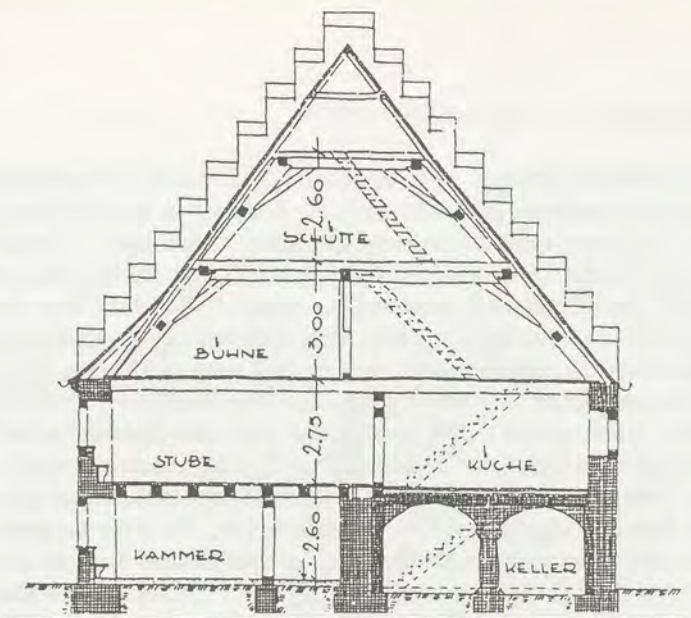 2.60
SCHÜTTE
3.00
BÜHNE
2.75
STUBE
KÜCHE
2.60
KAMMER
KELLER